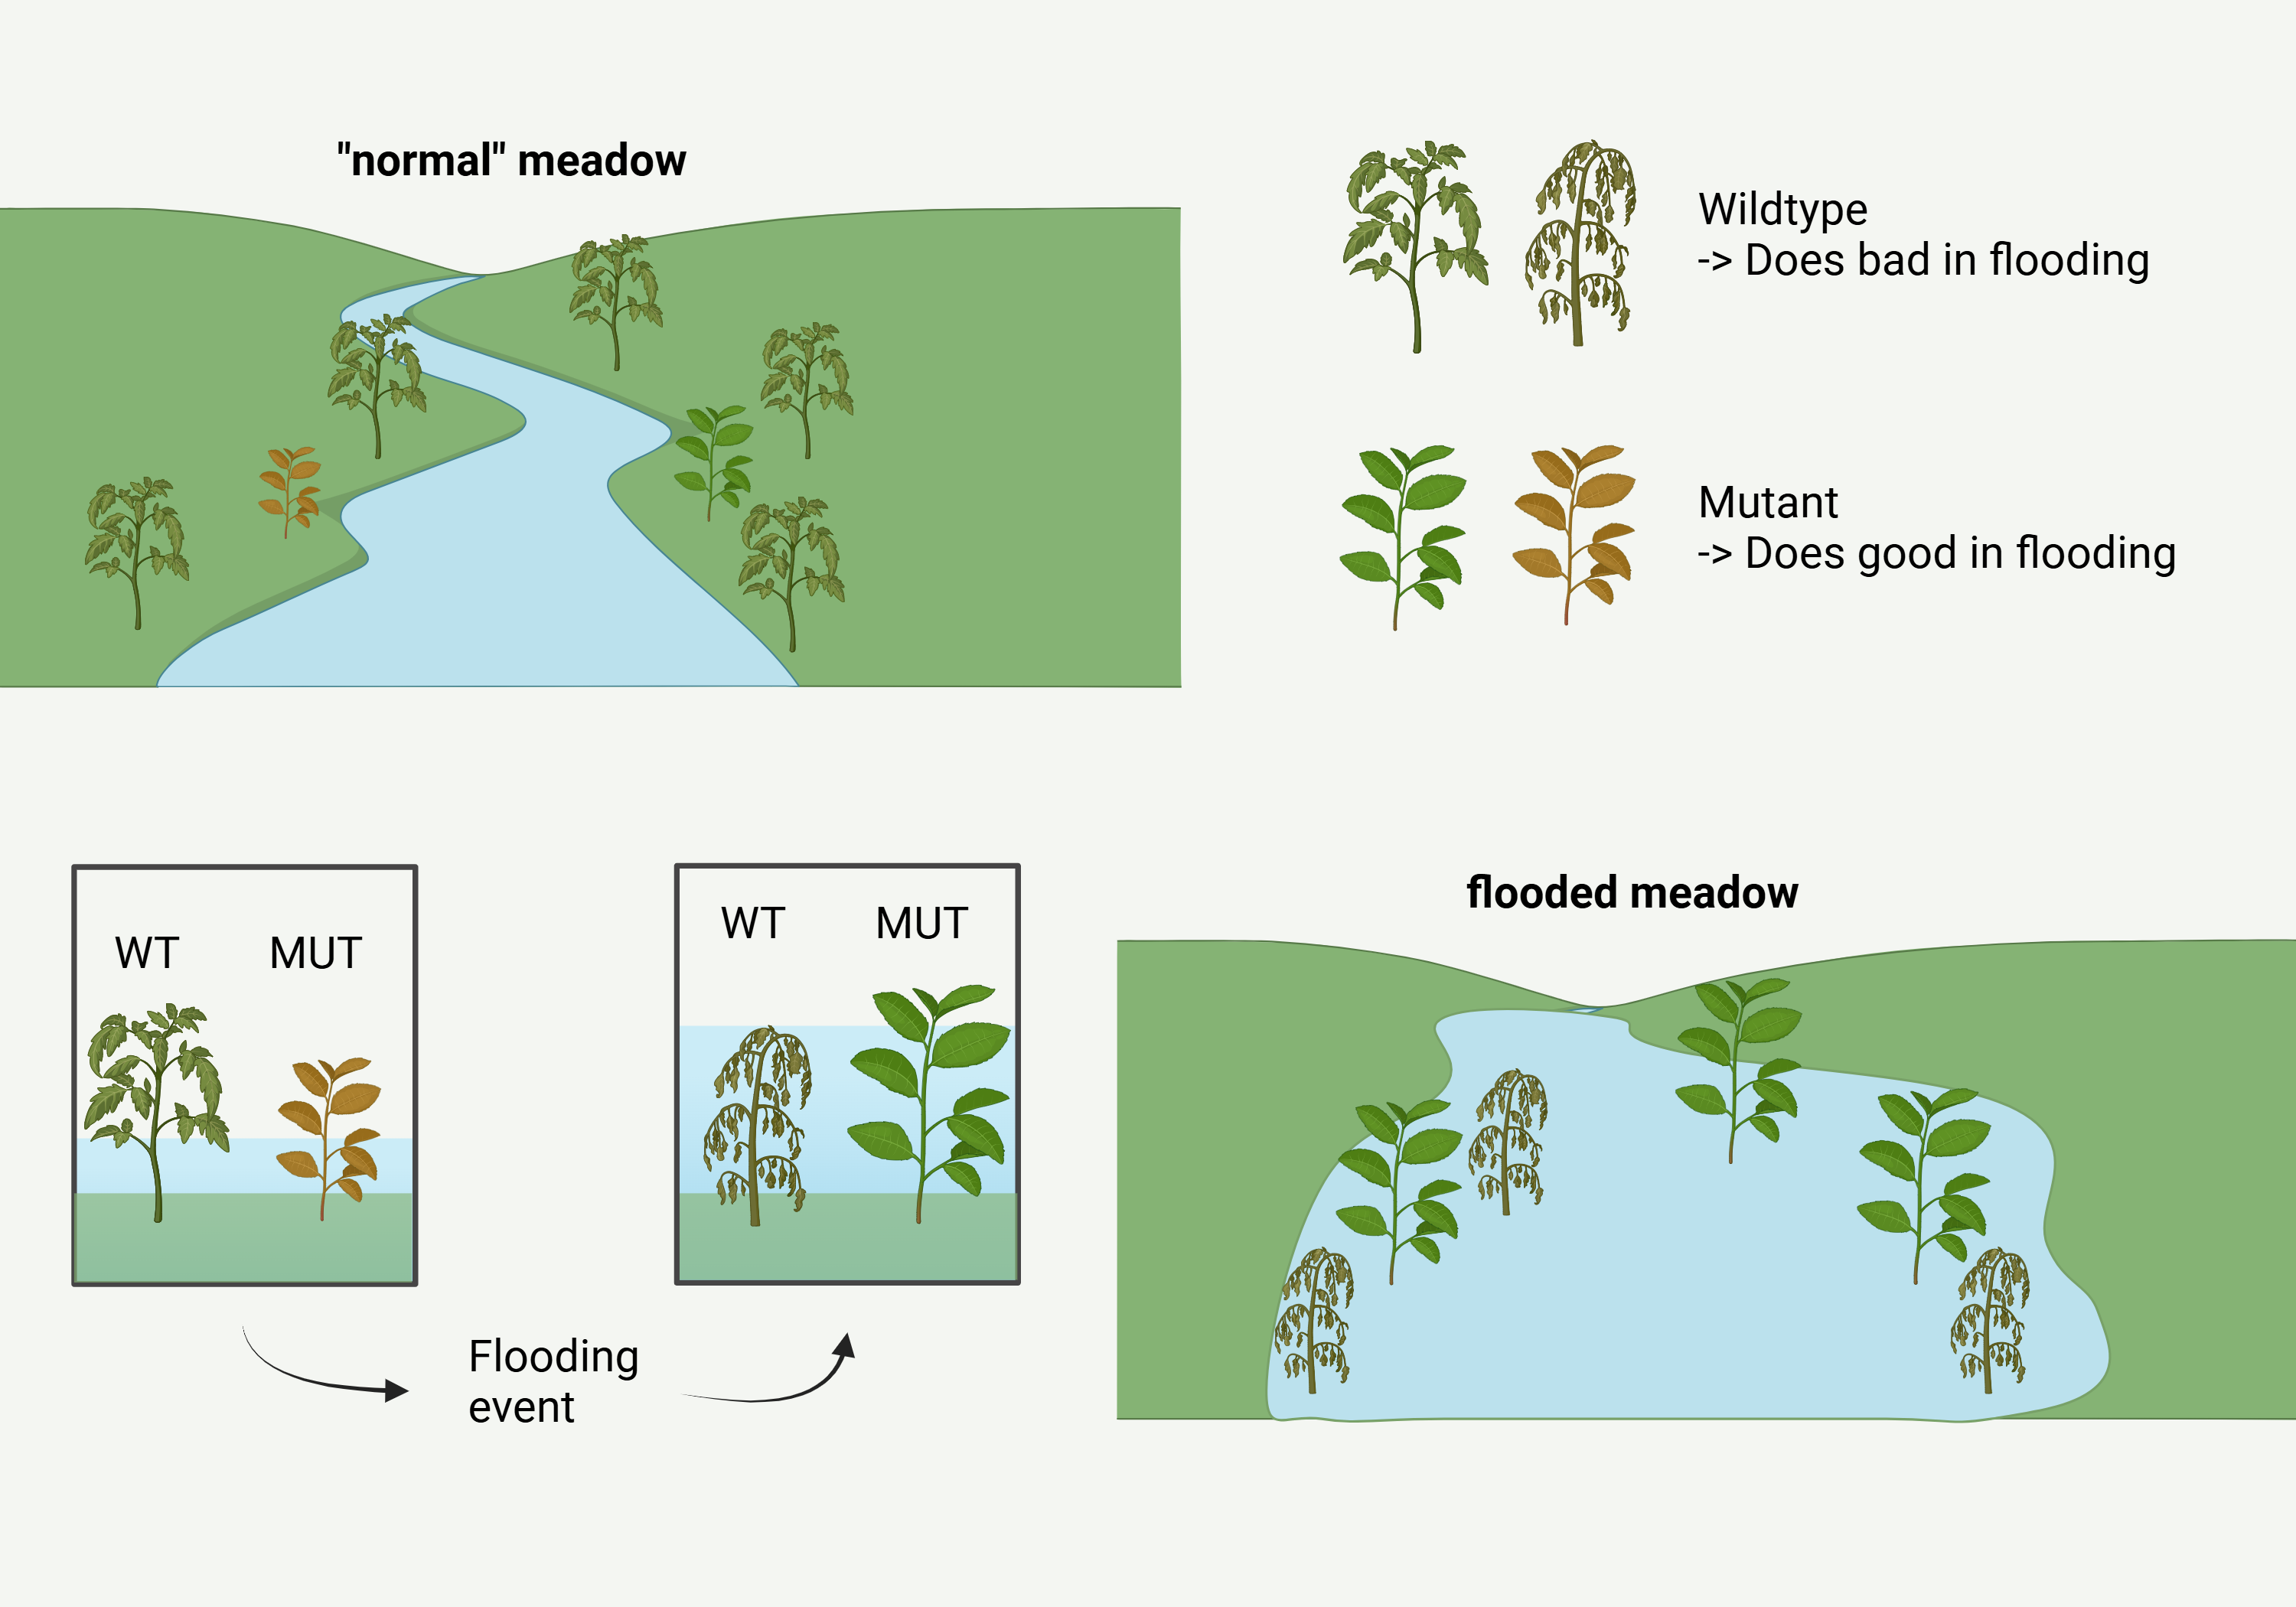 "normal" meadow
Wildtype
-> Does bad in flooding
Mutant
-> Does good in flooding
WT MUT
WT MUT
Flooding
event
flooded meadow